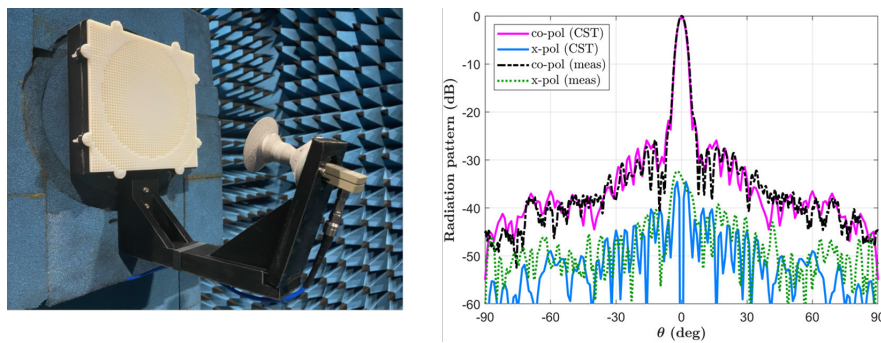 0
-10
-20
-30
-40
-50
-60
Radiation pattern (dB)
co-pol (CST)
x-pol (CST)
co-pol (meas)
x-pol (meas)
-90
-60
-30
0
30
60
90
θ (deg)